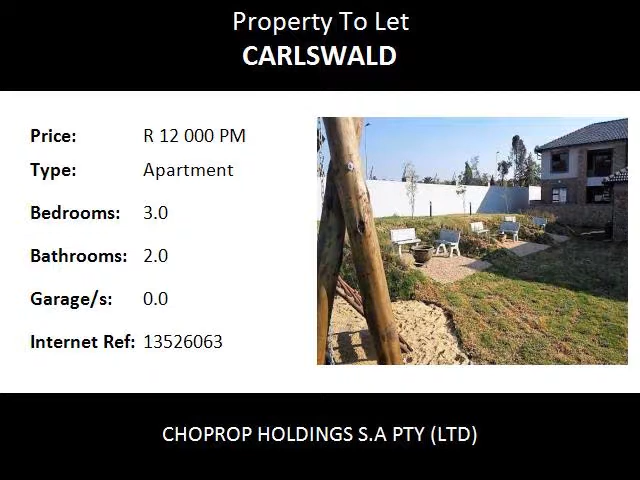 Property To Let
CARLSWALD
Price: R 12 000 PM
Type: Apartment
Bedrooms: 3.0
Bathrooms: 2.0
Garage/s: 0.0
Internet Ref: 13526063
CHOPROP HOLDINGS S.A PTY (LTD)